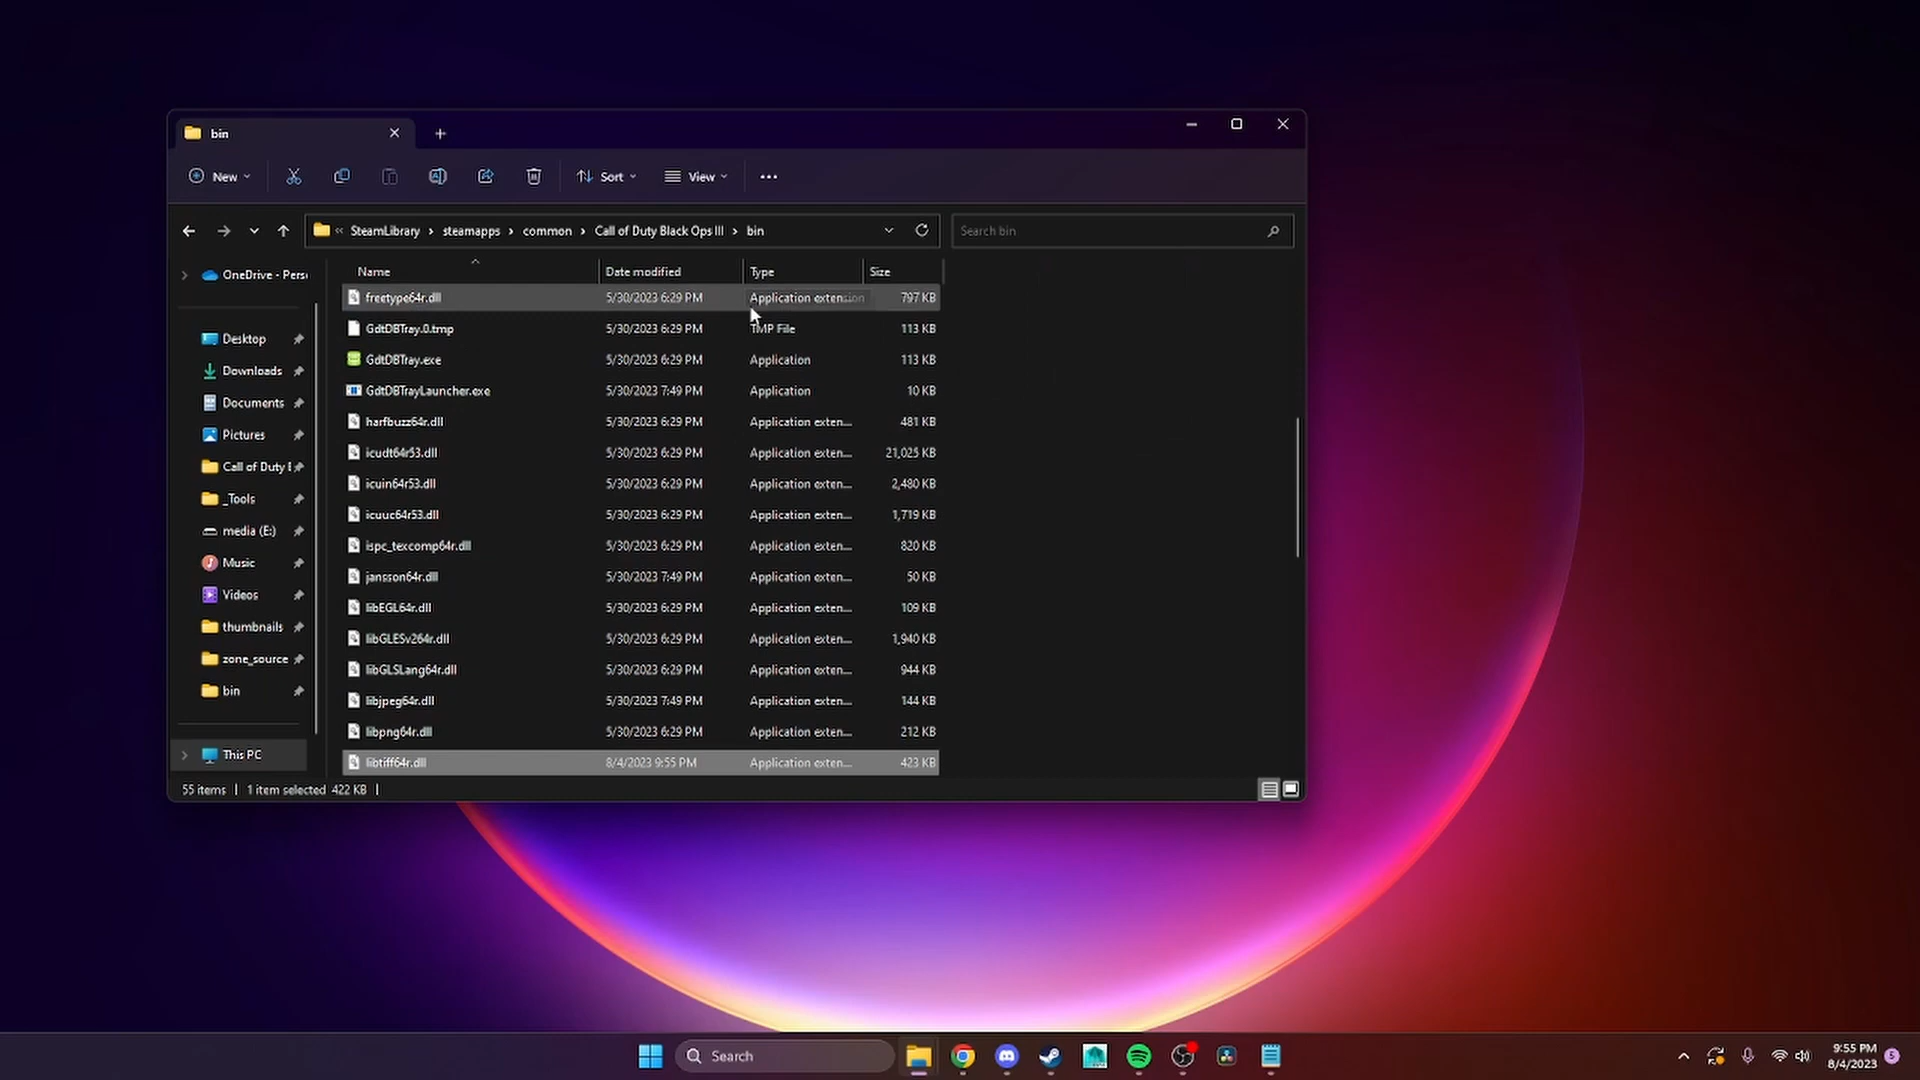 bin
New
Sort
View
SteamLibrary › steamapps › common › Call of Duty Black Ops III › bin
Search bin
Name Date modified Type Size
OneDrive - Pers
Desktop
Downloads
Documents
Pictures
Call of Duty
_Tools
media (E:)
Music
Videos
thumbnails
zone_source
bin
This PC
freetype64r.dll 5/30/2023 6:29 PM Application extension 797 KB
GdtDBTray.0.tmp 5/30/2023 6:29 PM TMP File 113 KB
GdtDBTray.exe 5/30/2023 6:29 PM Application 113 KB
GdtDBTrayLauncher.exe 5/30/2023 7:49 PM Application 10 KB
harfbuzz64r.dll 5/30/2023 6:29 PM Application exten... 481 KB
icudt64r53.dll 5/30/2023 6:29 PM Application exten... 21,025 KB
icuin64r53.dll 5/30/2023 6:29 PM Application exten... 2,480 KB
icuuc64r53.dll 5/30/2023 6:29 PM Application exten... 1,719 KB
ispc_texcomp64r.dll 5/30/2023 6:29 PM Application exten... 820 KB
jansson64r.dll 5/30/2023 7:49 PM Application exten... 50 KB
libEGL64r.dll 5/30/2023 6:29 PM Application exten... 109 KB
libGLESv264r.dll 5/30/2023 6:29 PM Application exten... 1,940 KB
libGLSLang64r.dll 5/30/2023 6:29 PM Application exten... 944 KB
libjpeg64r.dll 5/30/2023 7:49 PM Application exten... 144 KB
libpng64r.dll 5/30/2023 6:29 PM Application exten... 212 KB
libtiff64r.dll 8/4/2023 9:55 PM Application exten... 423 KB
55 items | 1 item selected 422 KB |
Search
9:55 PM
8/4/2023
5